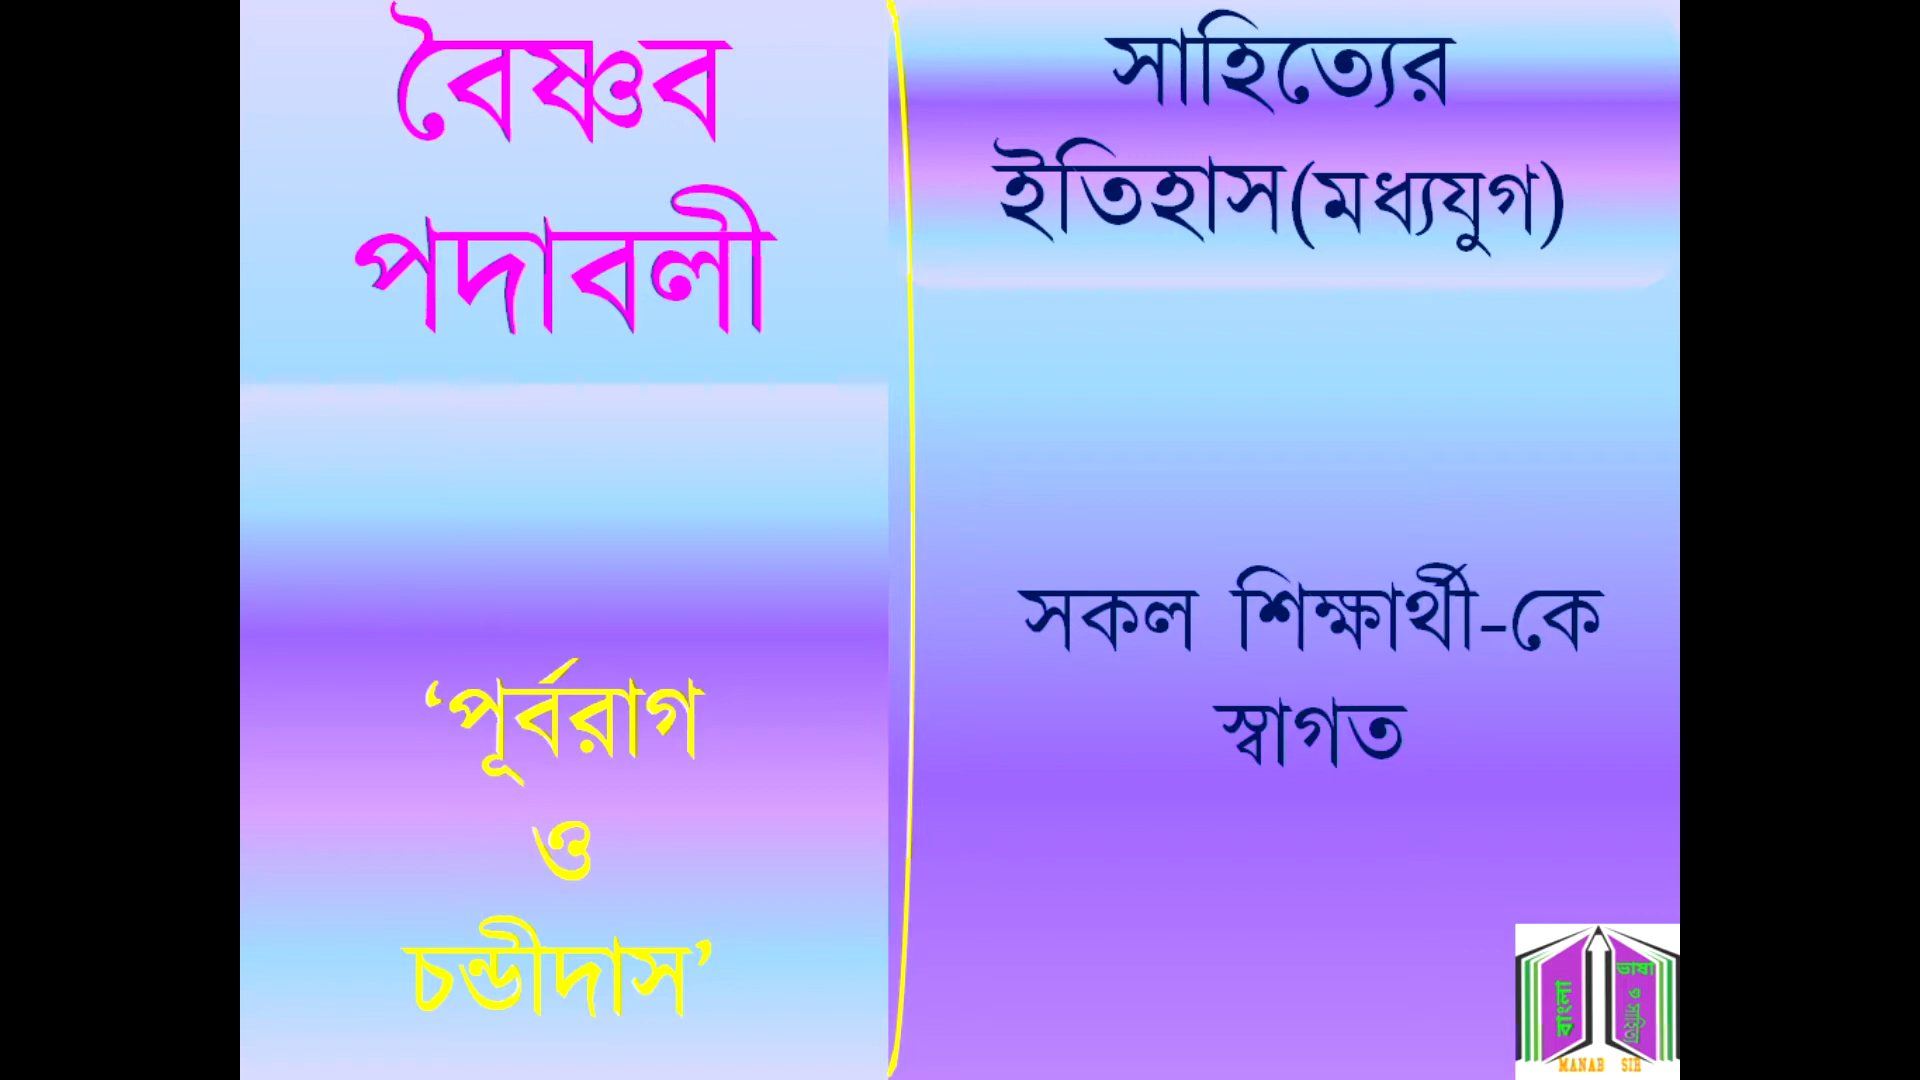 বৈষ্ণব
পদাবলী
‘পূর্বরাগ
ও
চন্ডীদাস’
সাহিত্যের
ইতিহাস(মধ্যযুগ)
সকল শিক্ষার্থী-কে
স্বাগত
বাংলা
ভাষা
ও
সাহিত্য
MANAB SIR